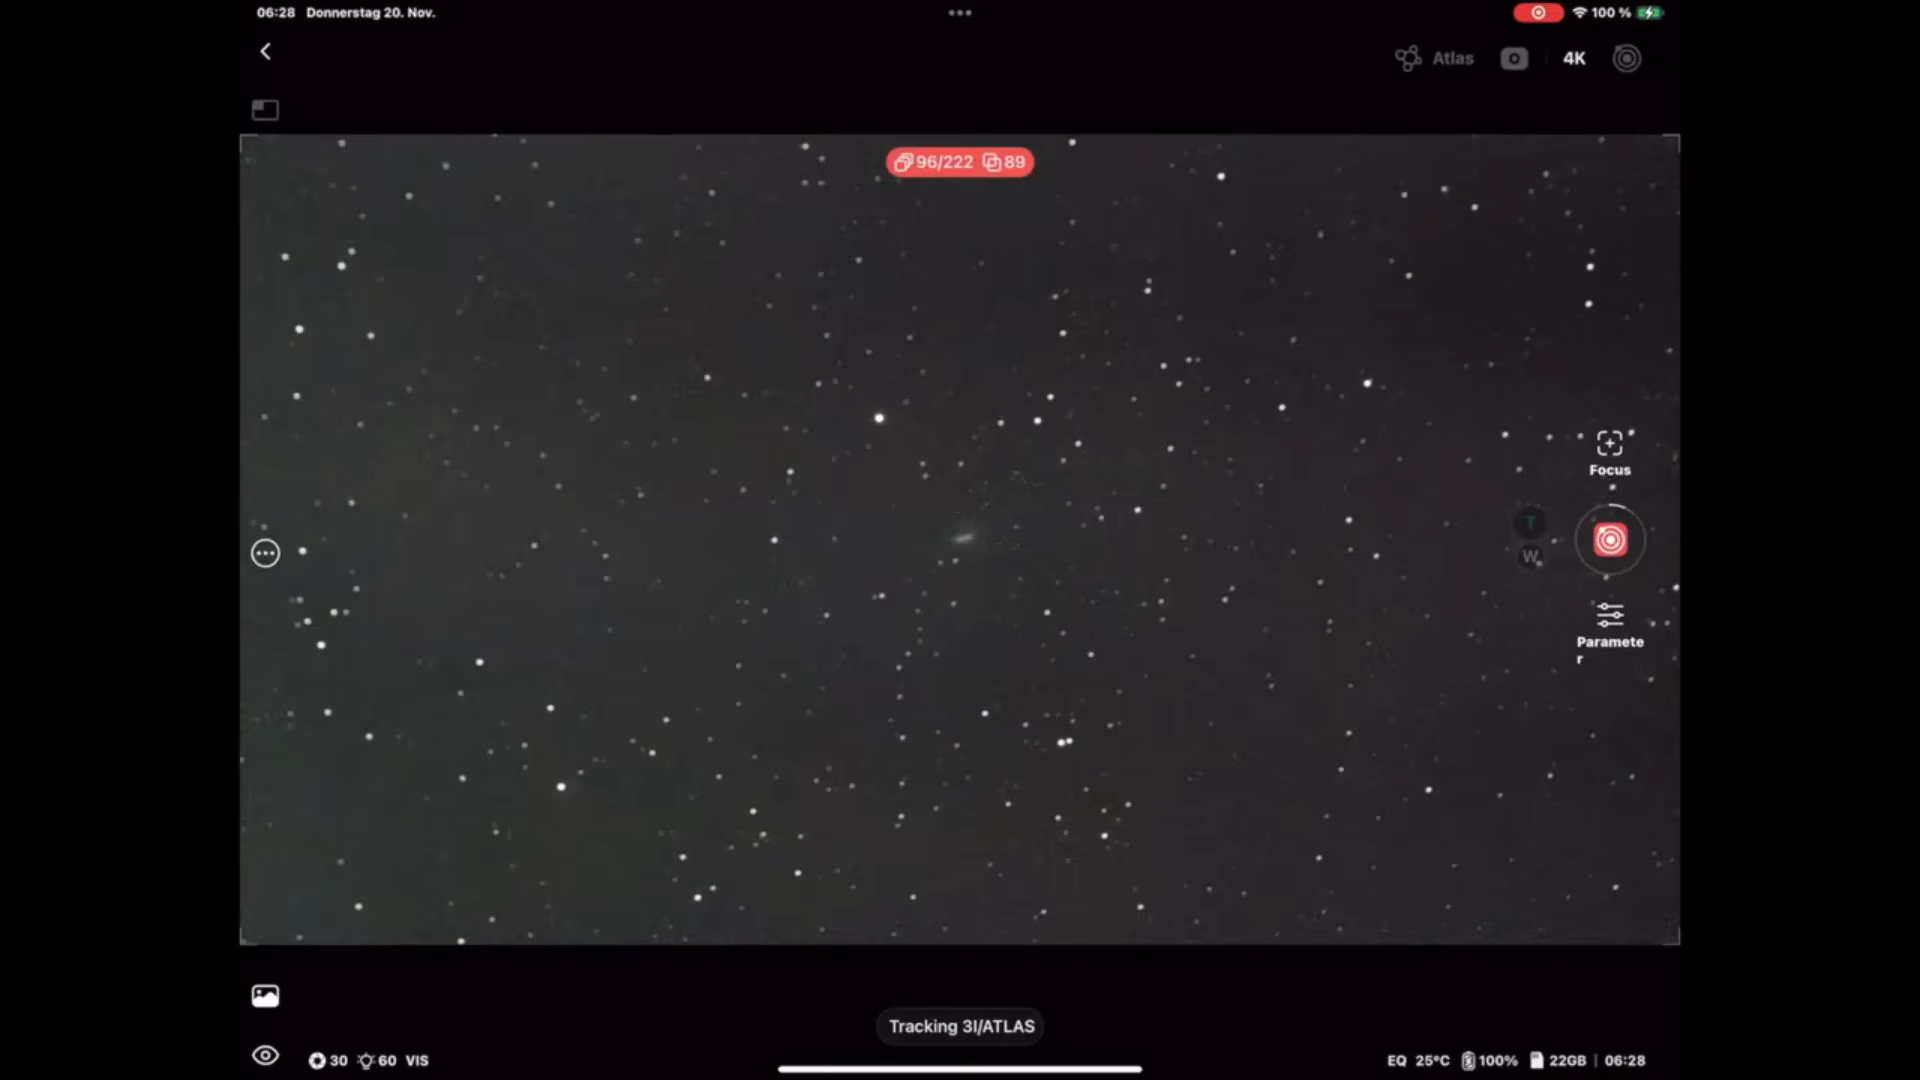 06:28 Donnerstag 20. Nov.
100 %
Atlas
4K
96/222 89
Focus
T
W
Paramete
r
Tracking 3I/ATLAS
30 60 VIS
EQ 25°C 100% 22GB | 06:28